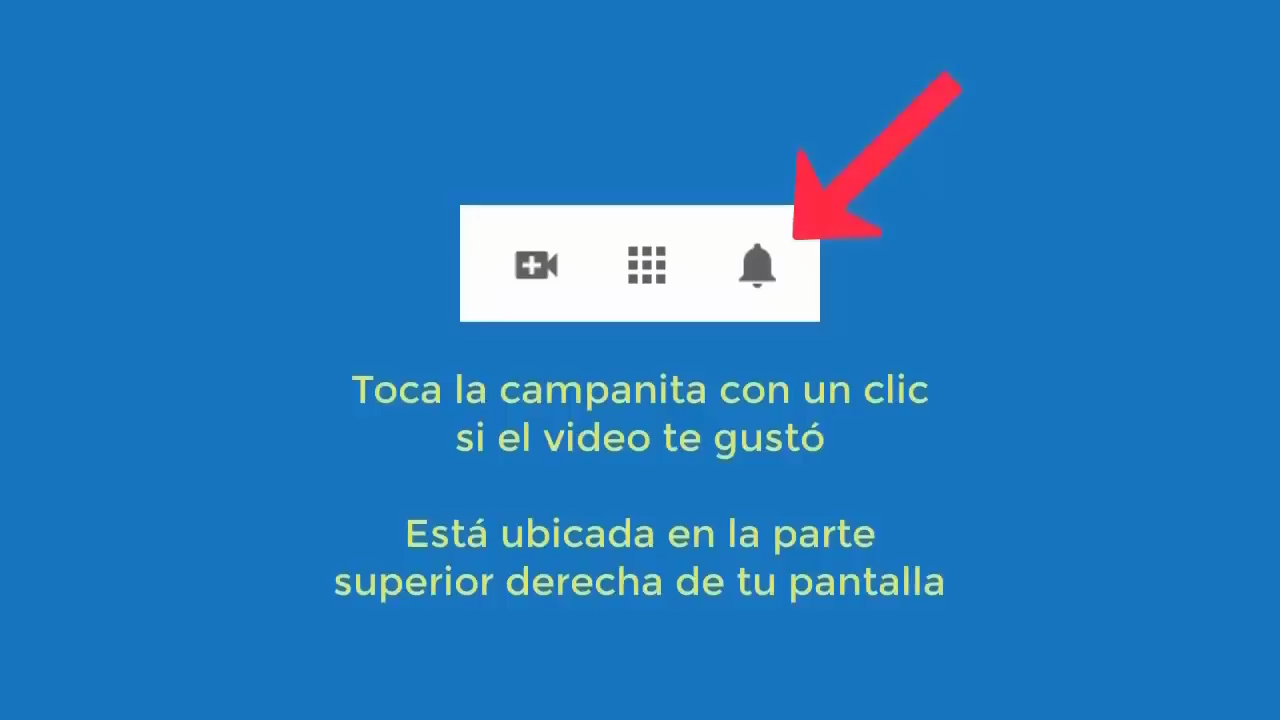 Toca la campanita con un clic
si el video te gustó
Está ubicada en la parte
superior derecha de tu pantalla